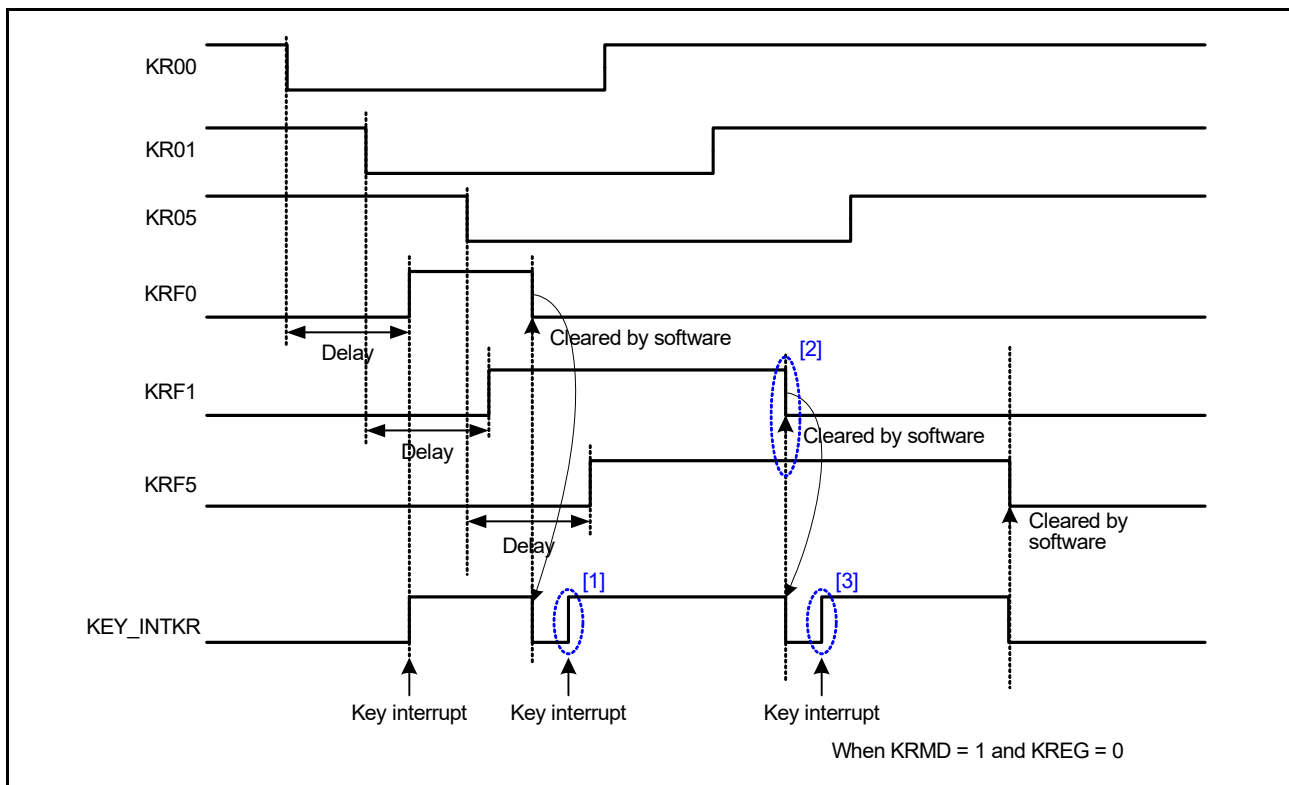 KR00
KR01
KR05
KRF0
Cleared by software
Delay
[2]
KRF1
Cleared by software
Delay
KRF5
Cleared by
software
Delay
[1]
[3]
KEY_INTKR
Key interrupt
Key interrupt
Key interrupt
When KRMD = 1 and KREG = 0